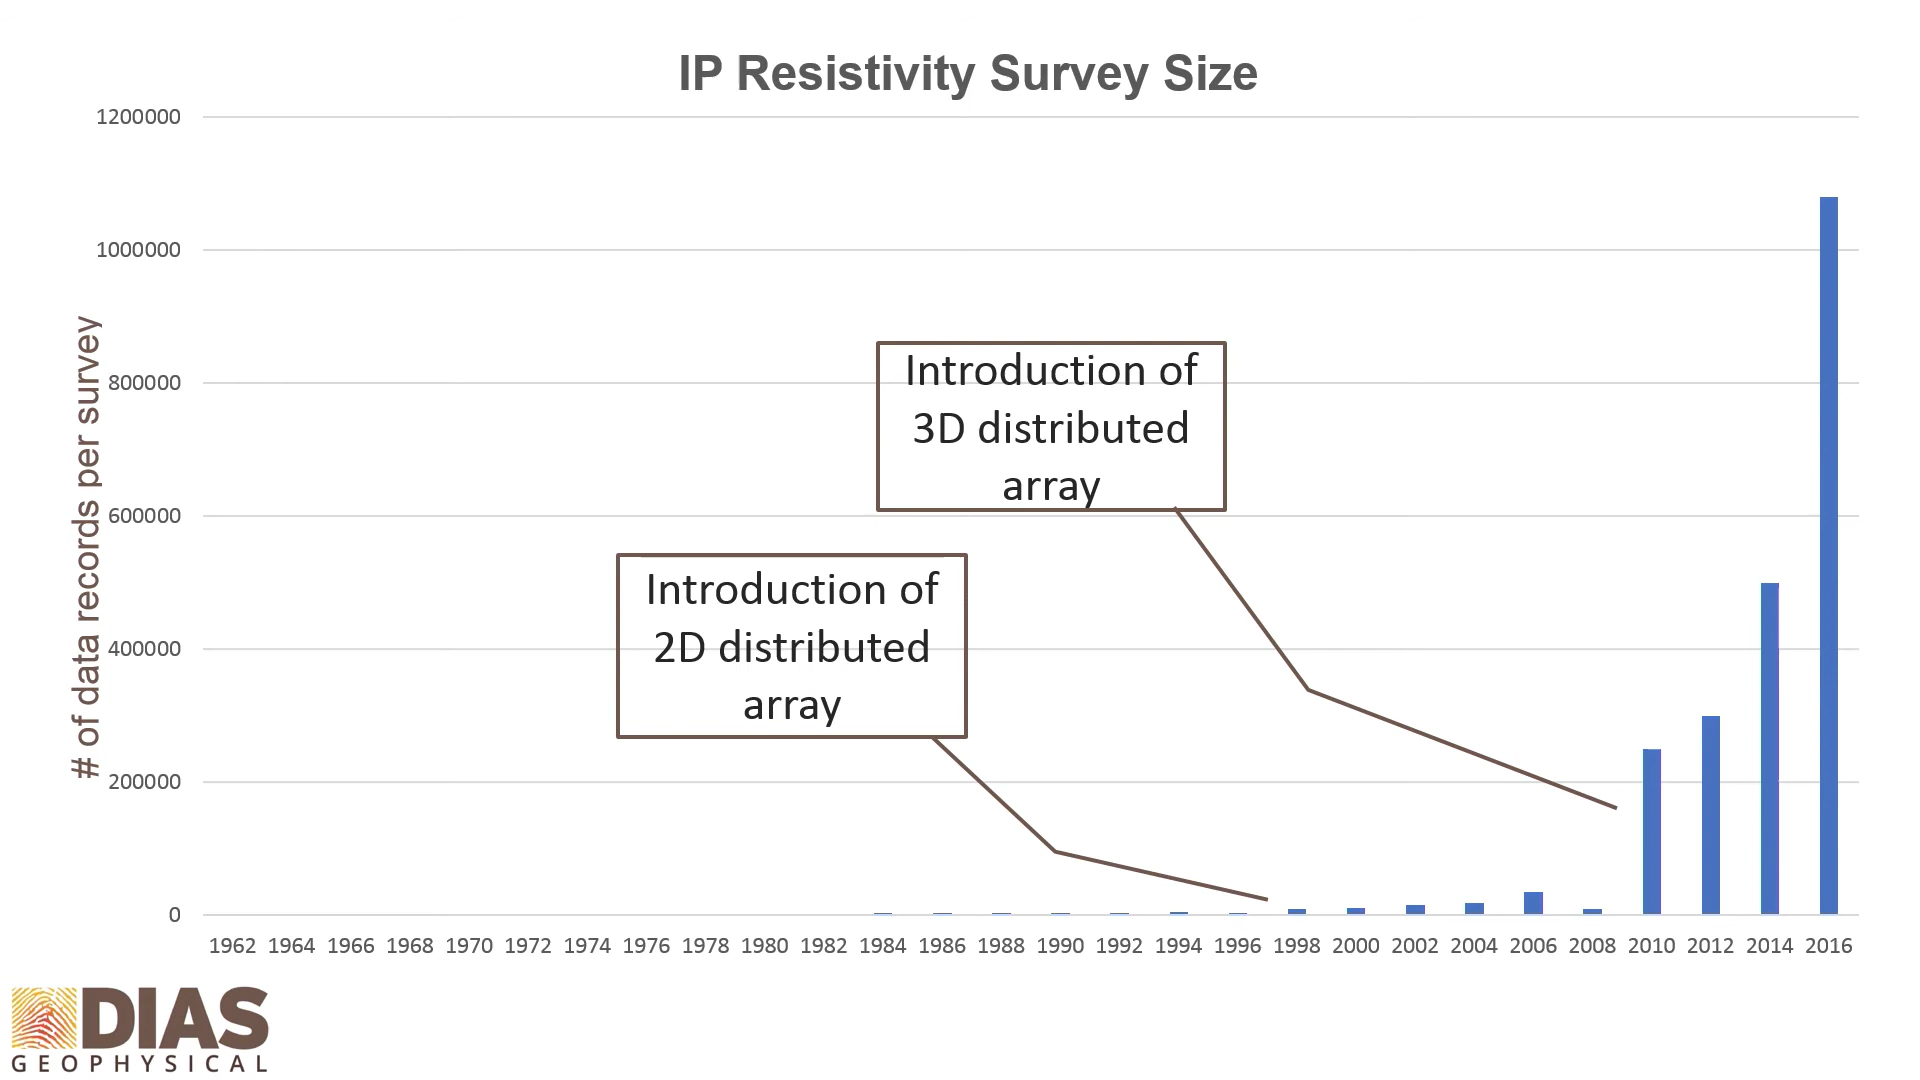 IP Resistivity Survey Size
# of data records per survey
1200000
1000000
800000
600000
400000
200000
0
Introduction of
3D distributed
array
Introduction of
2D distributed
array
1962 1964 1966 1968 1970 1972 1974 1976 1978 1980 1982 1984 1986 1988 1990 1992 1994 1996 1998 2000 2002 2004 2006 2008 2010 2012 2014 2016
DIAS
GEOPHYSICAL